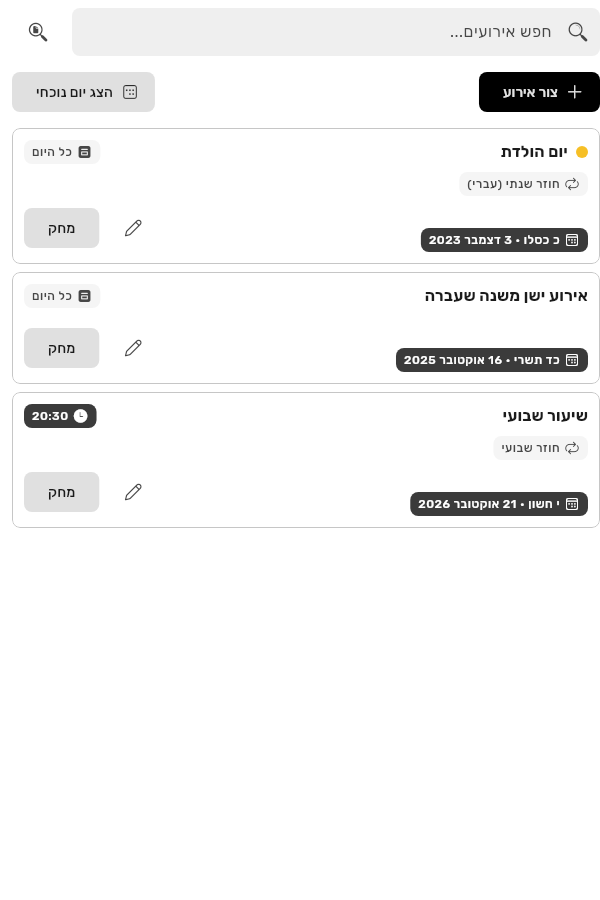 חפש אירועים...
צור אירוע
הצג יום נוכחי
יום הולדת
כל היום
חוזר שנתי (עברי)
כ כסלו • 3 דצמבר 2023
מחק
אירוע ישן משנה שעברה
כל היום
כד תשרי • 16 אוקטובר 2025
מחק
שיעור שבועי
20:30
חוזר שבועי
י חשון • 21 אוקטובר 2026
מחק